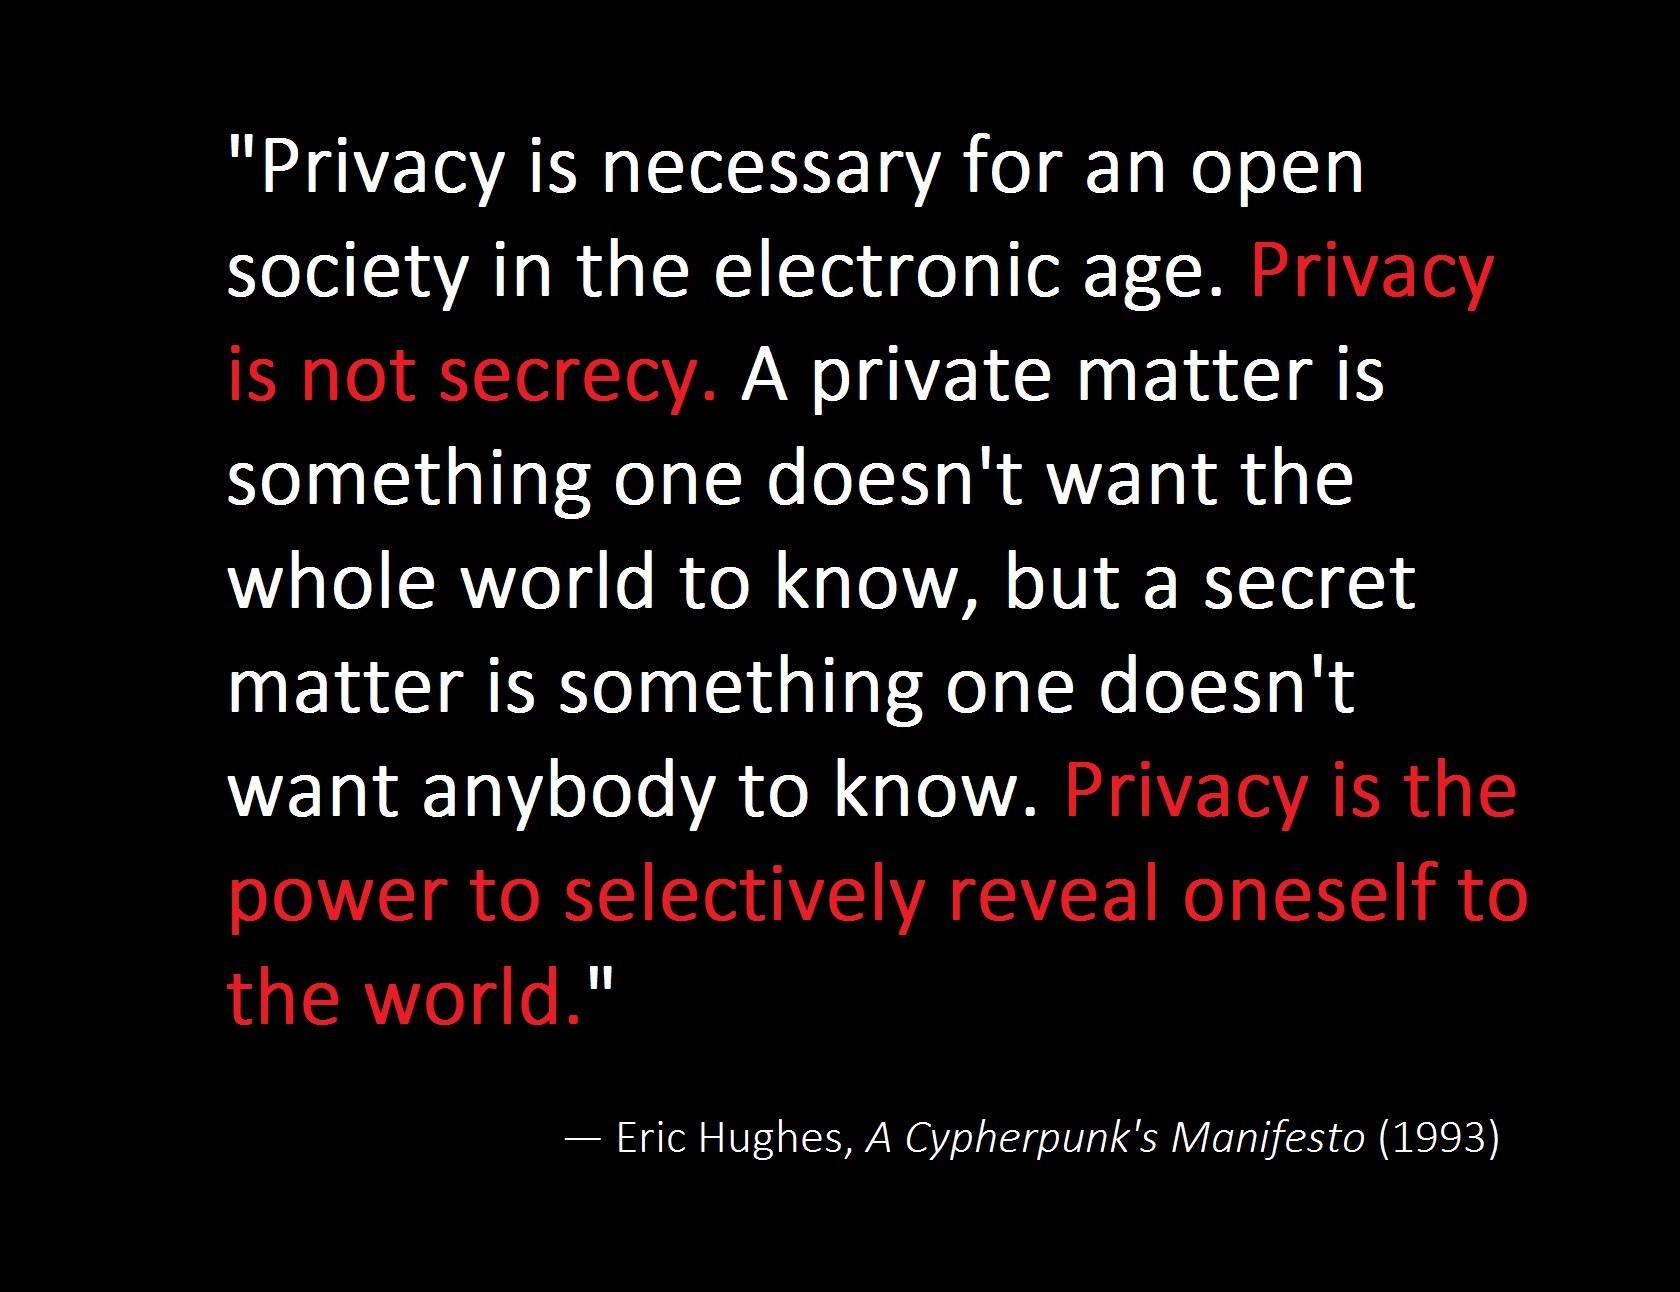 "Privacy is necessary for an open
society in the electronic age. Privacy
is not secrecy. A private matter is
something one doesn't want the
whole world to know, but a secret
matter is something one doesn't
want anybody to know. Privacy is the
power to selectively reveal oneself to
the world."
— Eric Hughes, A Cypherpunk's Manifesto (1993)